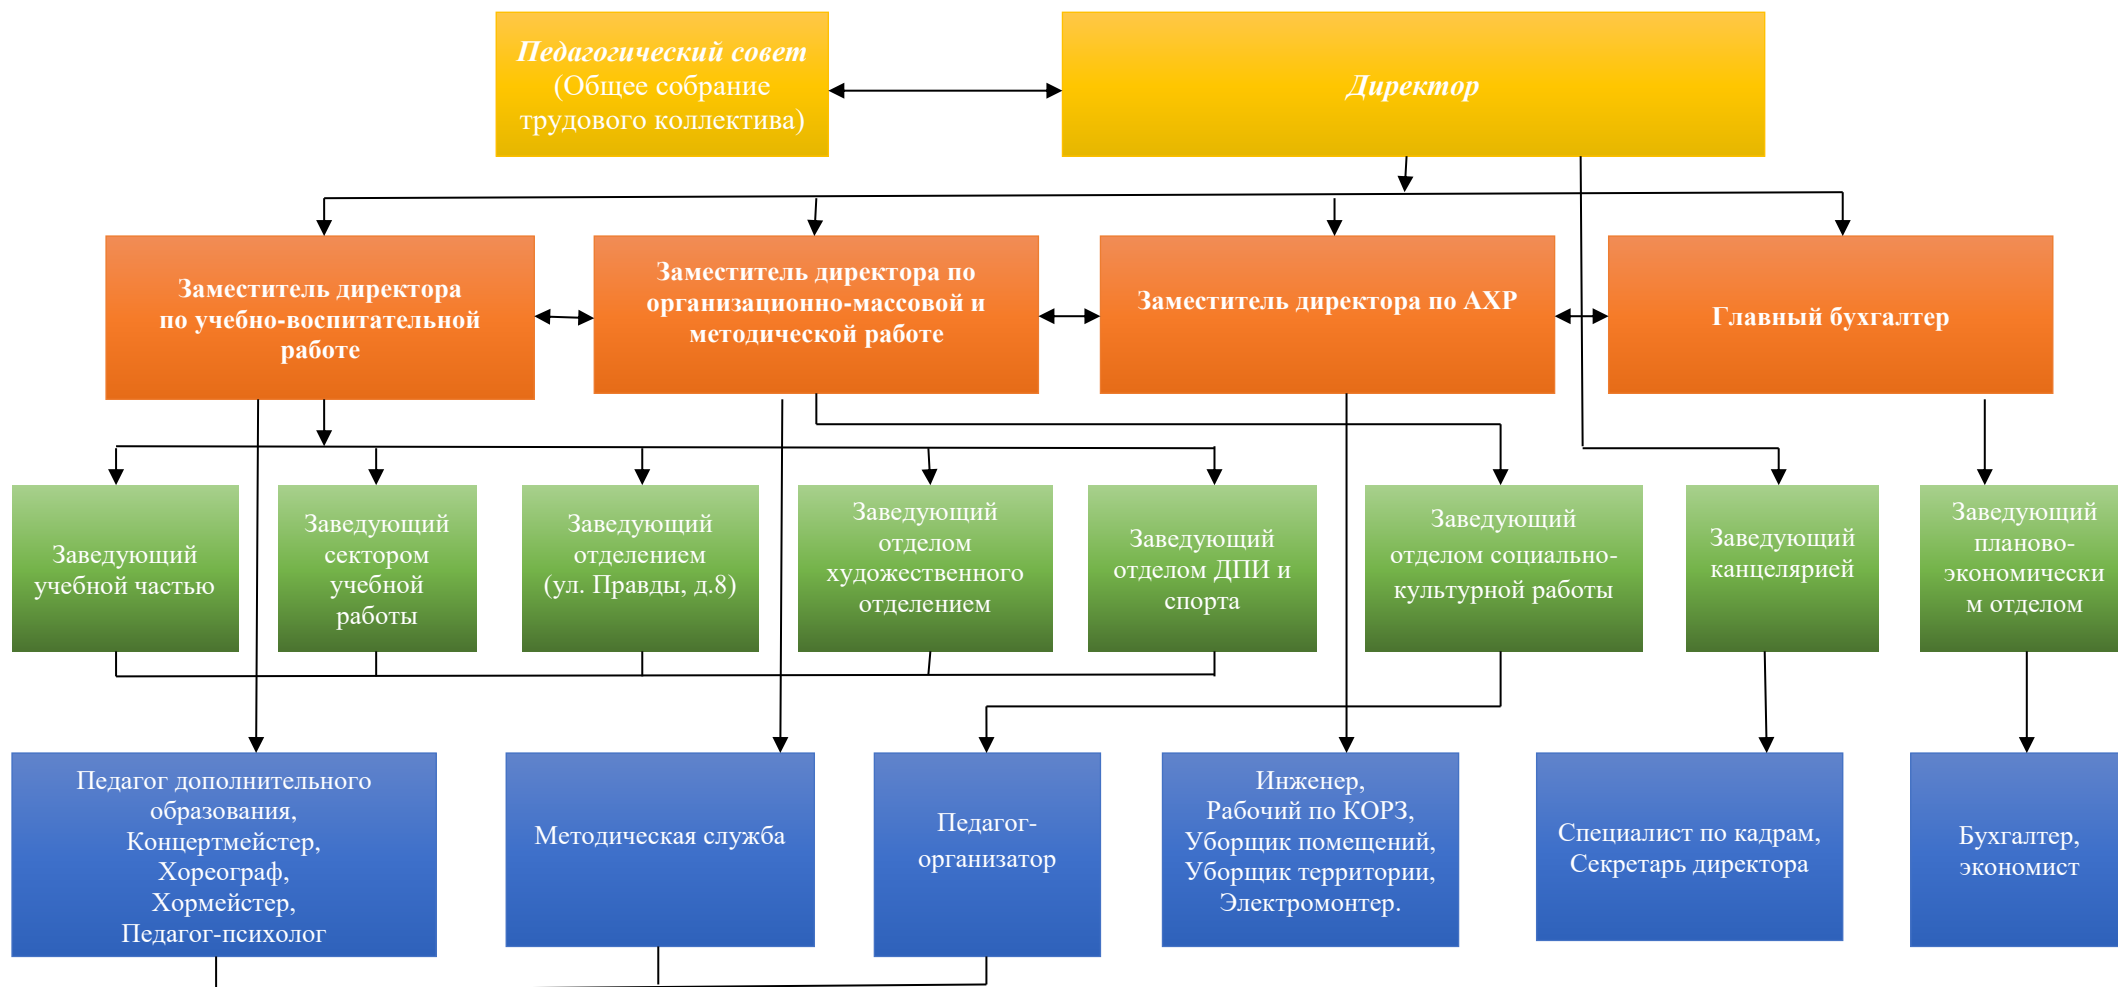 Педагогический совет
(Общее собрание
трудового коллектива)
Директор
Заместитель директора
по учебно-воспитательной
работе
Заместитель директора по
организационно-массовой и
методической работе
Заместитель директора по АХР
Главный бухгалтер
Заведующий
учебной частью
Заведующий
сектором
учебной
работы
Заведующий
отделением
(ул. Правды, д.8)
Заведующий
отделом
художественного
отделением
Заведующий
отделом ДПИ и
спорта
Заведующий
отделом социально-
культурной работы
Заведующий
канцелярией
Заведующий
планово-
экономически
м отделом
Педагог дополнительного
образования,
Концертмейстер,
Хореограф,
Хормейстер,
Педагог-психолог
Методическая служба
Педагог-
организатор
Инженер,
Рабочий по КОРЗ,
Уборщик помещений,
Уборщик территории,
Электромонтер.
Специалист по кадрам,
Секретарь директора
Бухгалтер,
экономист